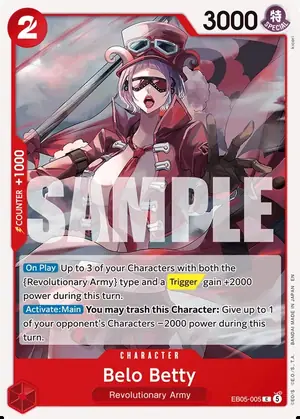 2
3000
特
SPECIAL
COUNTER +1000
SAMPLE
On Play Up to 3 of your Characters with both the
{Revolutionary Army} type and a Trigger gain +2000
power during this turn.
Activate:Main You may trash this Character: Give up to 1
of your opponent's Characters −2000 power during this
turn.
CHARACTER
Belo Betty
Revolutionary Army
EB05-005 C 5